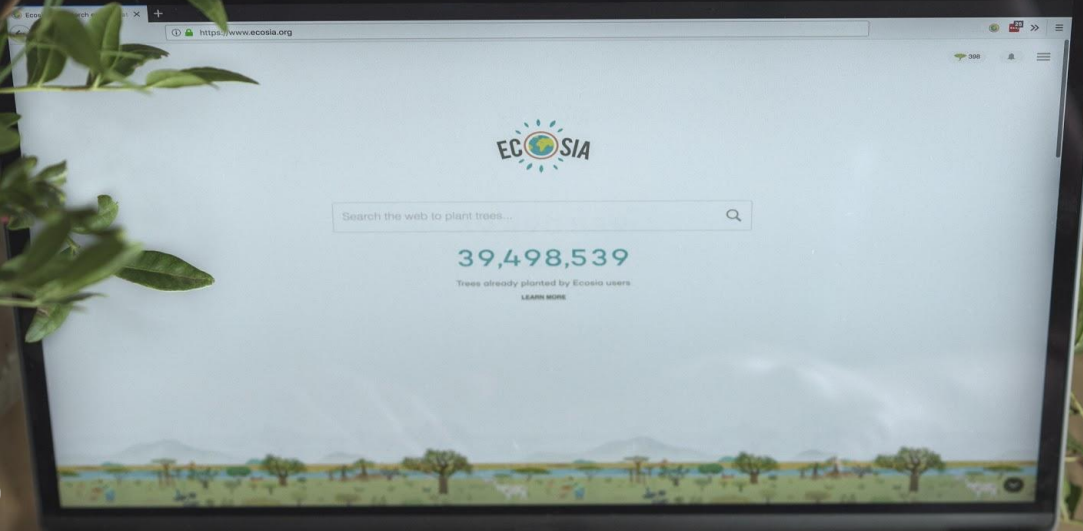 https://www.ecosia.org
ECOSIA
Search the web to plant trees...
39,498,539
Trees already planted by Ecosia users
LEARN MORE